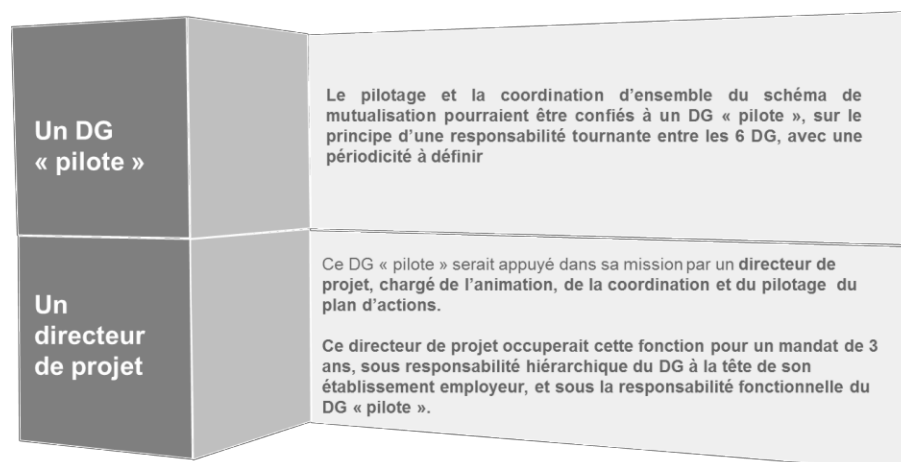 Un DG
« pilote »
Le pilotage et la coordination d’ensemble du schéma de
mutualisation pourraient être confiés à un DG « pilote », sur le
principe d’une responsabilité tournante entre les 6 DG, avec une
périodicité à définir
Un
directeur
de projet
Ce DG « pilote » serait appuyé dans sa mission par un directeur de
projet, chargé de l’animation, de la coordination et du pilotage du
plan d’actions.
Ce directeur de projet occuperait cette fonction pour un mandat de 3
ans, sous responsabilité hiérarchique du DG à la tête de son
établissement employeur, et sous la responsabilité fonctionnelle du
DG « pilote ».